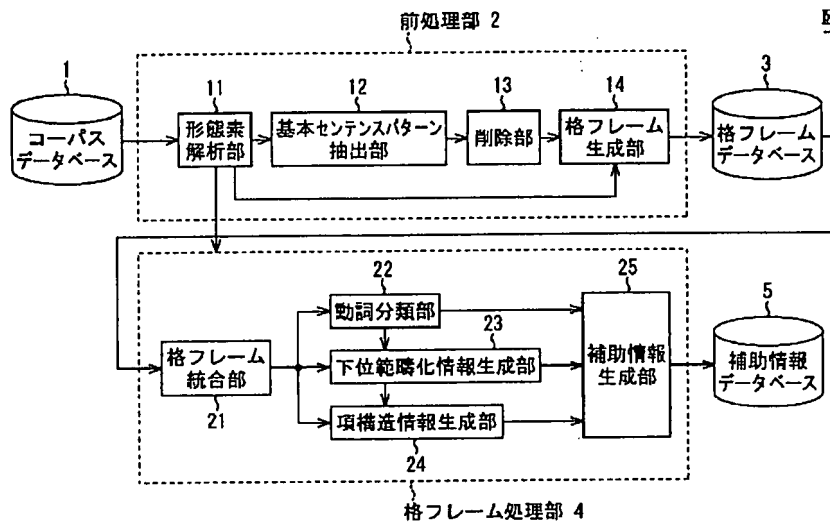 前処理部 2
1
コーパス
データベース
11
形態素
解析部
12
基本センテンスパターン
抽出部
13
削除部
14
格フレーム
生成部
3
格フレーム
データベース
22
動詞分類部
23
下位範疇化情報生成部
項構造情報生成部
24
格フレーム
統合部
21
25
補助情報
生成部
5
補助情報
データベース
格フレーム処理部 4